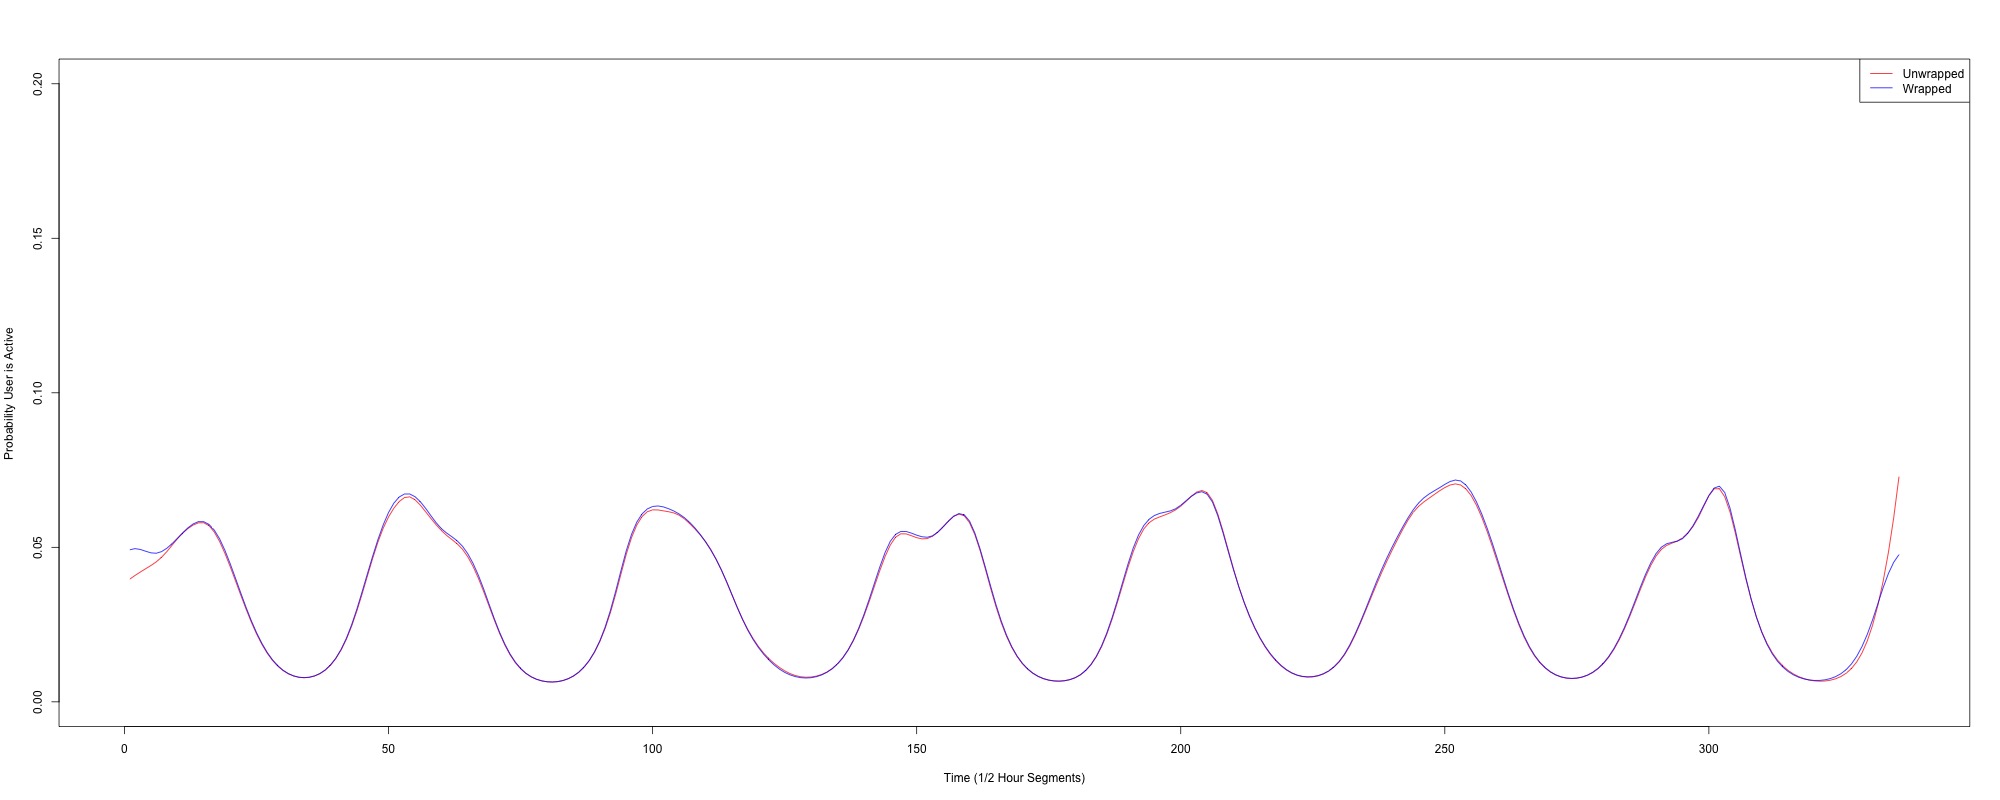 Unwrapped
Wrapped
0.20
0.15
0.10
0.05
0.00
Probability User is Active
0 50 100 150 200 250 300
Time (1/2 Hour Segments)